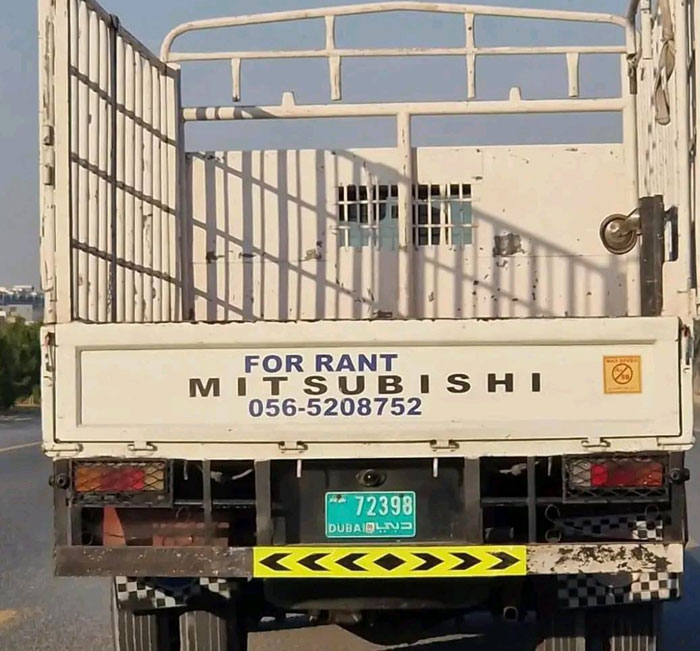 FOR RANT
MITSUBISHI
056-5208752
72398
DUBAI دبي